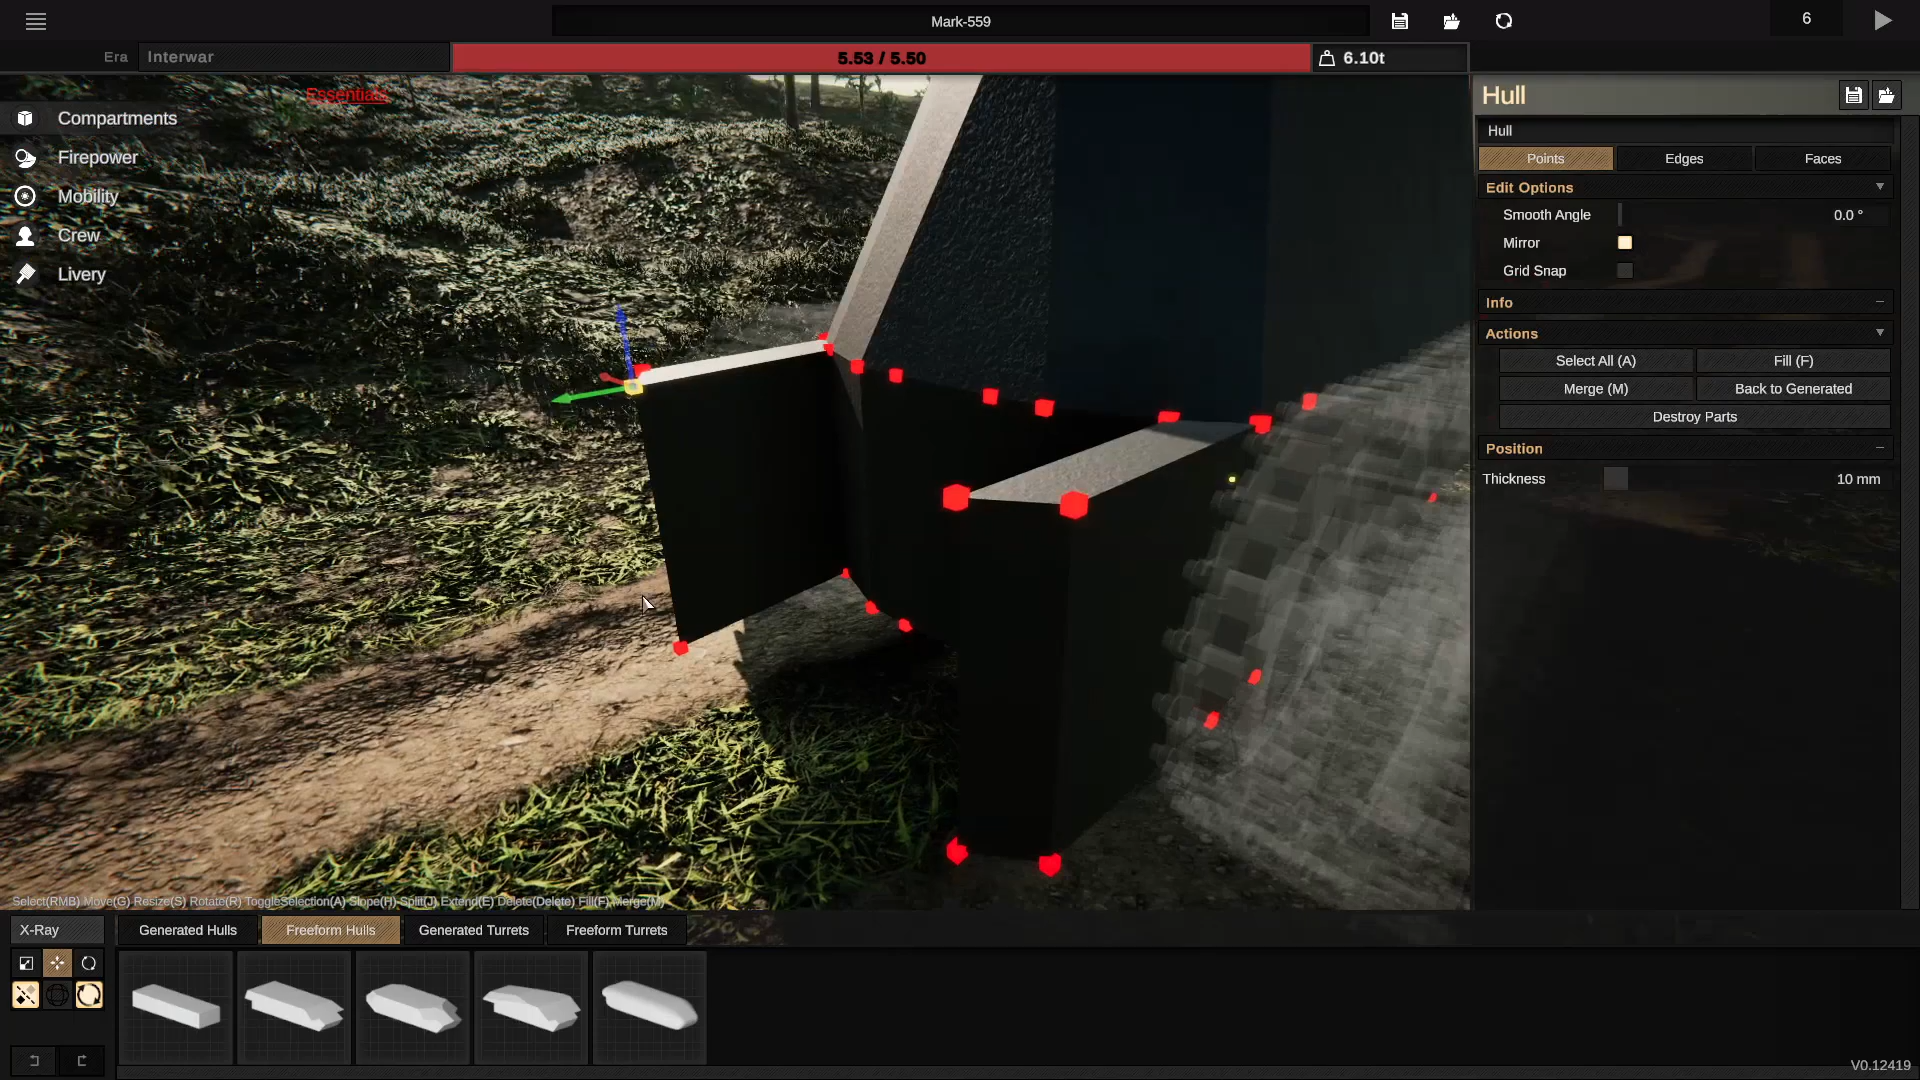 Mark-559
6
Era
Interwar
5.53 / 5.50
6.10t
Essentials
Compartments
Firepower
Mobility
Crew
Livery
Hull
Hull
Points
Edges
Faces
Edit Options
Smooth Angle
0.0 °
Mirror
Grid Snap
Info
Actions
Select All (A)
Fill (F)
Merge (M)
Back to Generated
Destroy Parts
Position
Thickness
10 mm
Select(RMB) Move(G) Resize(S) Rotate(R) ToggleSelection(A) Slope(H) Split(J) Extend(E) Delete(Delete) Fill(F) Merge(M)
X-Ray
Generated Hulls
Freeform Hulls
Generated Turrets
Freeform Turrets
V0.12419